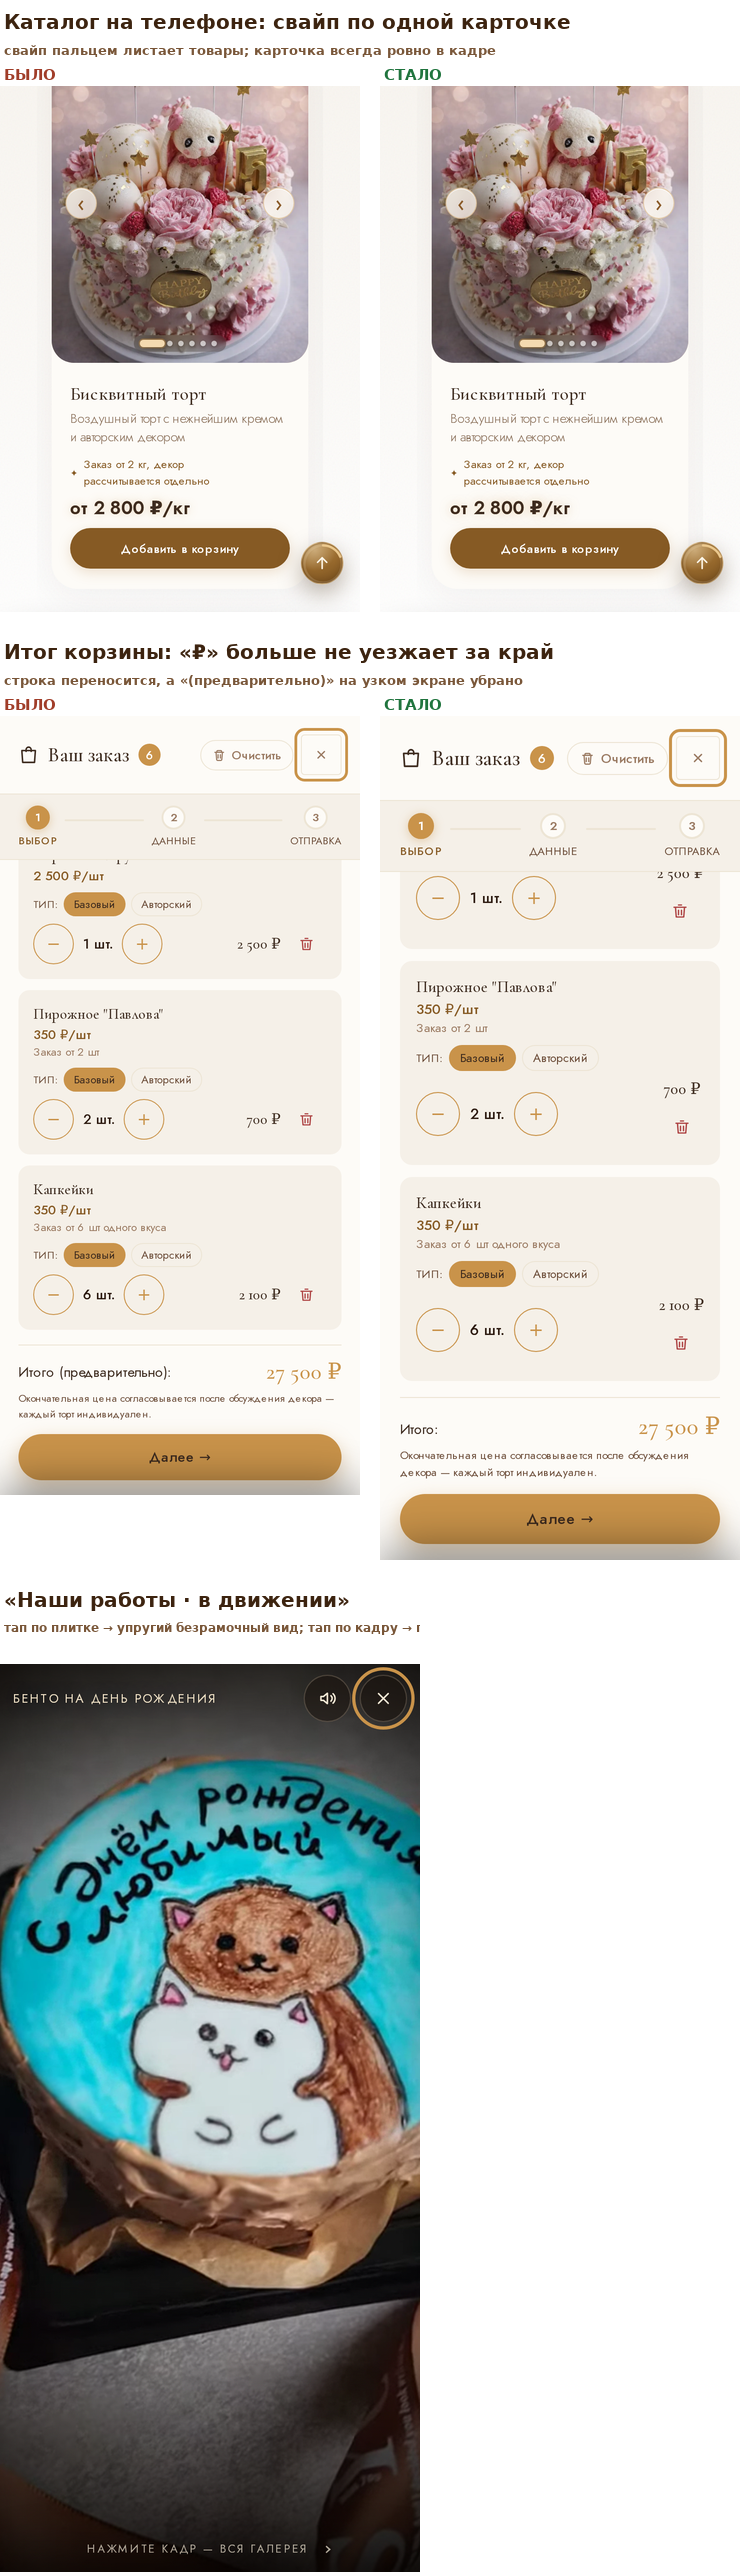 Каталог на телефоне: свайп по одной карточке
свайп пальцем листает товары; карточка всегда ровно в кадре
БЫЛО
СТАЛО
5
HAPPY
Birthday
Бисквитный торт
Воздушный торт с нежнейшим кремом
и авторским декором
Заказ от 2 кг, декор
рассчитывается отдельно
от 2 800 ₽/кг
Добавить в корзину
5
HAPPY
Birthday
Бисквитный торт
Воздушный торт с нежнейшим кремом
и авторским декором
Заказ от 2 кг, декор
рассчитывается отдельно
от 2 800 ₽/кг
Добавить в корзину
Итог корзины: «₽» больше не уезжает за край
строка переносится, а «(предварительно)» на узком экране убрано
БЫЛО
Ваш заказ 6 Очистить ×
1 2 3
ВЫБОР ДАННЫЕ ОТПРАВКА
2 500 ₽/шт
ТИП: Базовый Авторский
− 1 шт. + 2 500 ₽
Пирожное "Павлова"
350 ₽/шт
Заказ от 2 шт
ТИП: Базовый Авторский
− 2 шт. + 700 ₽
Капкейки
350 ₽/шт
Заказ от 6 шт одного вкуса
ТИП: Базовый Авторский
− 6 шт. + 2 100 ₽
Итого (предварительно): 27 500 ₽
Окончательная цена согласовывается после обсуждения декора —
каждый торт индивидуален.
Далее →
СТАЛО
Ваш заказ 6 Очистить ×
1 2 3
ВЫБОР ДАННЫЕ ОТПРАВКА
2 500 ₽
− 1 шт. +
Пирожное "Павлова"
350 ₽/шт
Заказ от 2 шт
ТИП: Базовый Авторский
700 ₽
− 2 шт. +
Капкейки
350 ₽/шт
Заказ от 6 шт одного вкуса
ТИП: Базовый Авторский
2 100 ₽
− 6 шт. +
Итого: 27 500 ₽
Окончательная цена согласовывается после обсуждения
декора — каждый торт индивидуален.
Далее →
«Наши работы · в движении»
тап по плитке → упругий безрамочный вид; тап по кадру →
БЕНТО НА ДЕНЬ РОЖДЕНИЯ
С днём рождения
любимый
НАЖМИТЕ КАДР — ВСЯ ГАЛЕРЕЯ ›